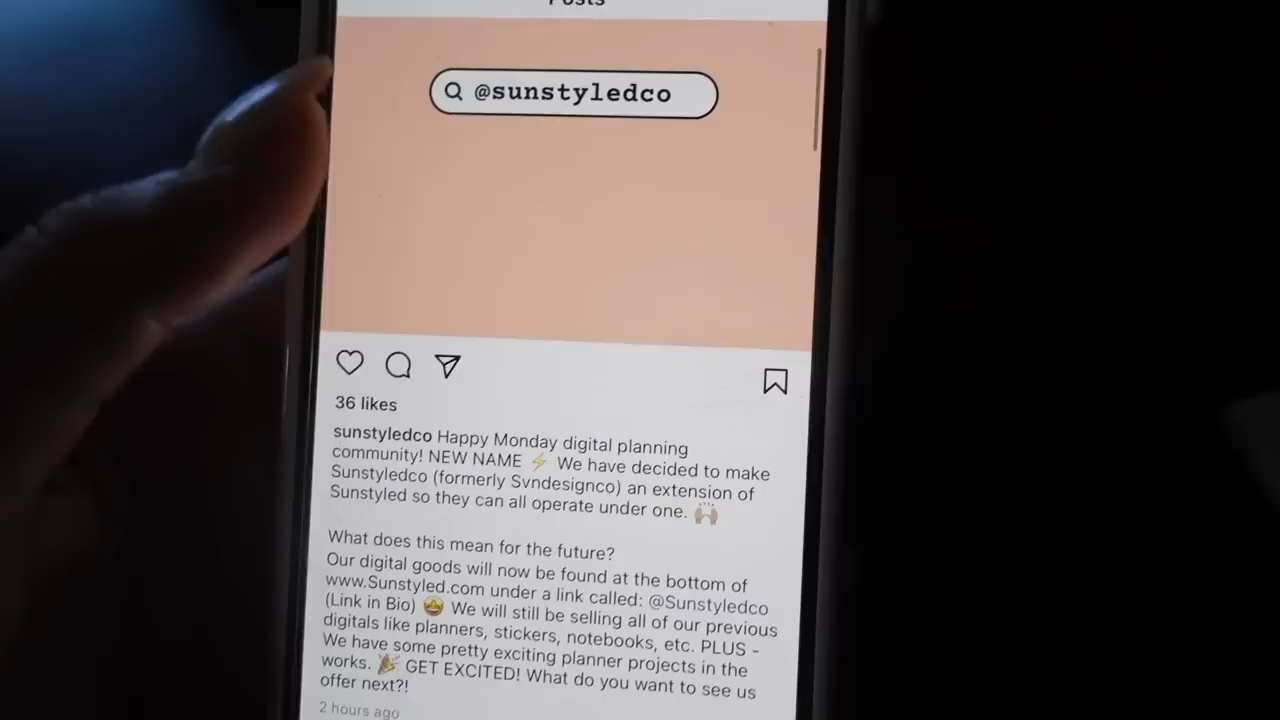 Posts
@sunstyledco
36 likes
sunstyledco Happy Monday digital planning
community! NEW NAME ⚡ We have decided to make
Sunstyledco (formerly Svndesignco) an extension of
Sunstyled so they can all operate under one. 🙌🏼
What does this mean for the future?
Our digital goods will now be found at the bottom of
www.Sunstyled.com under a link called: @Sunstyledco
(Link in Bio) 🤩 We will still be selling all of our previous
digitals like planners, stickers, notebooks, etc. PLUS -
We have some pretty exciting planner projects in the
works. 🎉 GET EXCITED! What do you want to see us
offer next?!
2 hours ago